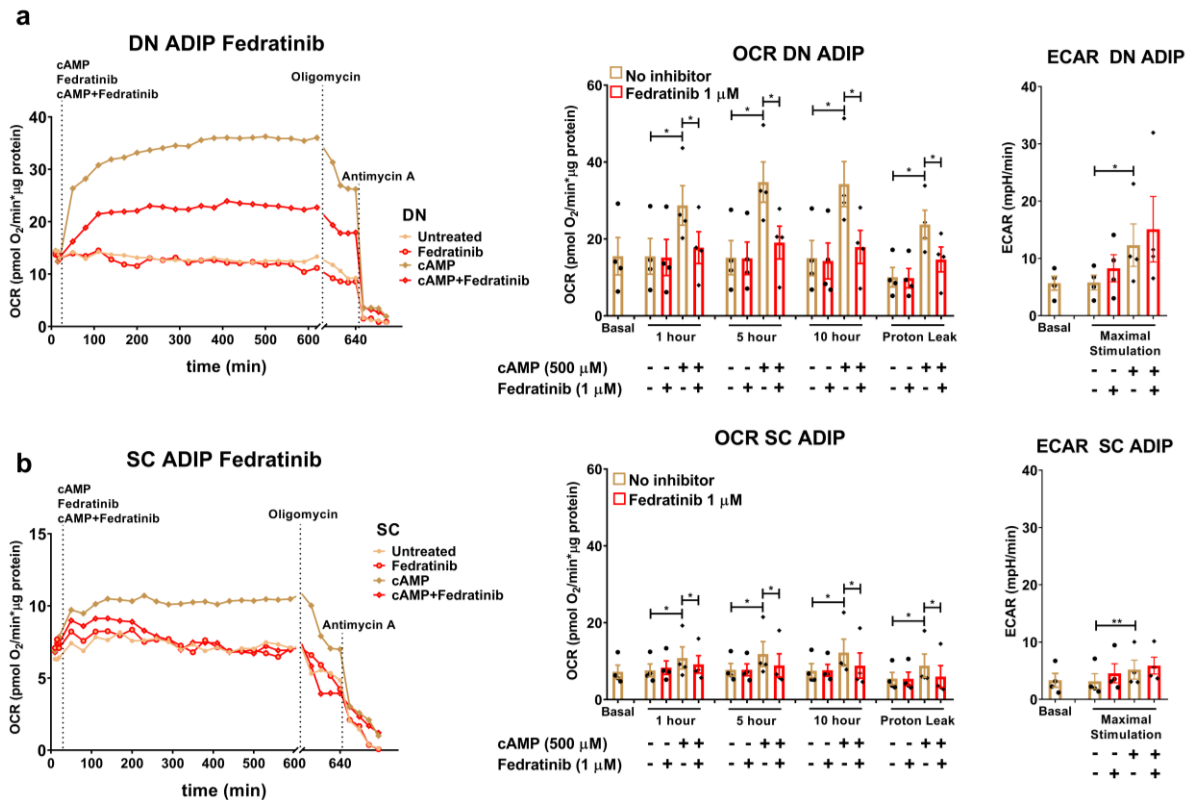 a
DN ADIP Fedratinib
cAMP
Fedratinib
cAMP+Fedratinib
Oligomycin
Antimycin A
OCR (pmol O2/min*µg protein)
40
30
20
10
0
0 100 200 300 400 500 600 640
time (min)
DN
Untreated
Fedratinib
cAMP
cAMP+Fedratinib
OCR DN ADIP
No inhibitor
Fedratinib 1 µM
OCR (pmol O2/min*µg protein)
60
40
20
0
* * * * * * * *
Basal 1 hour 5 hour 10 hour Proton Leak
cAMP (500 µM) - - + + - - + + - - + + - - + +
Fedratinib (1 µM) - + - + - + - + - + - + - + - +
ECAR DN ADIP
ECAR (mpH/min)
40
30
20
10
0
*
Basal Maximal
Stimulation
- - + +
- + - +
b
SC ADIP Fedratinib
cAMP
Fedratinib
cAMP+Fedratinib
Oligomycin
Antimycin A
OCR (pmol O2/min*µg protein)
15
10
5
0
0 100 200 300 400 500 600 640
time (min)
SC
Untreated
Fedratinib
cAMP
cAMP+Fedratinib
OCR SC ADIP
No inhibitor
Fedratinib 1 µM
OCR (pmol O2/min*µg protein)
60
40
20
0
* * * * * * * *
Basal 1 hour 5 hour 10 hour Proton Leak
cAMP (500 µM) - - + + - - + + - - + + - - + +
Fedratinib (1 µM) - + - + - + - + - + - + - + - +
ECAR SC ADIP
ECAR (mpH/min)
40
30
20
10
0
**
Basal Maximal
Stimulation
- - + +
- + - +